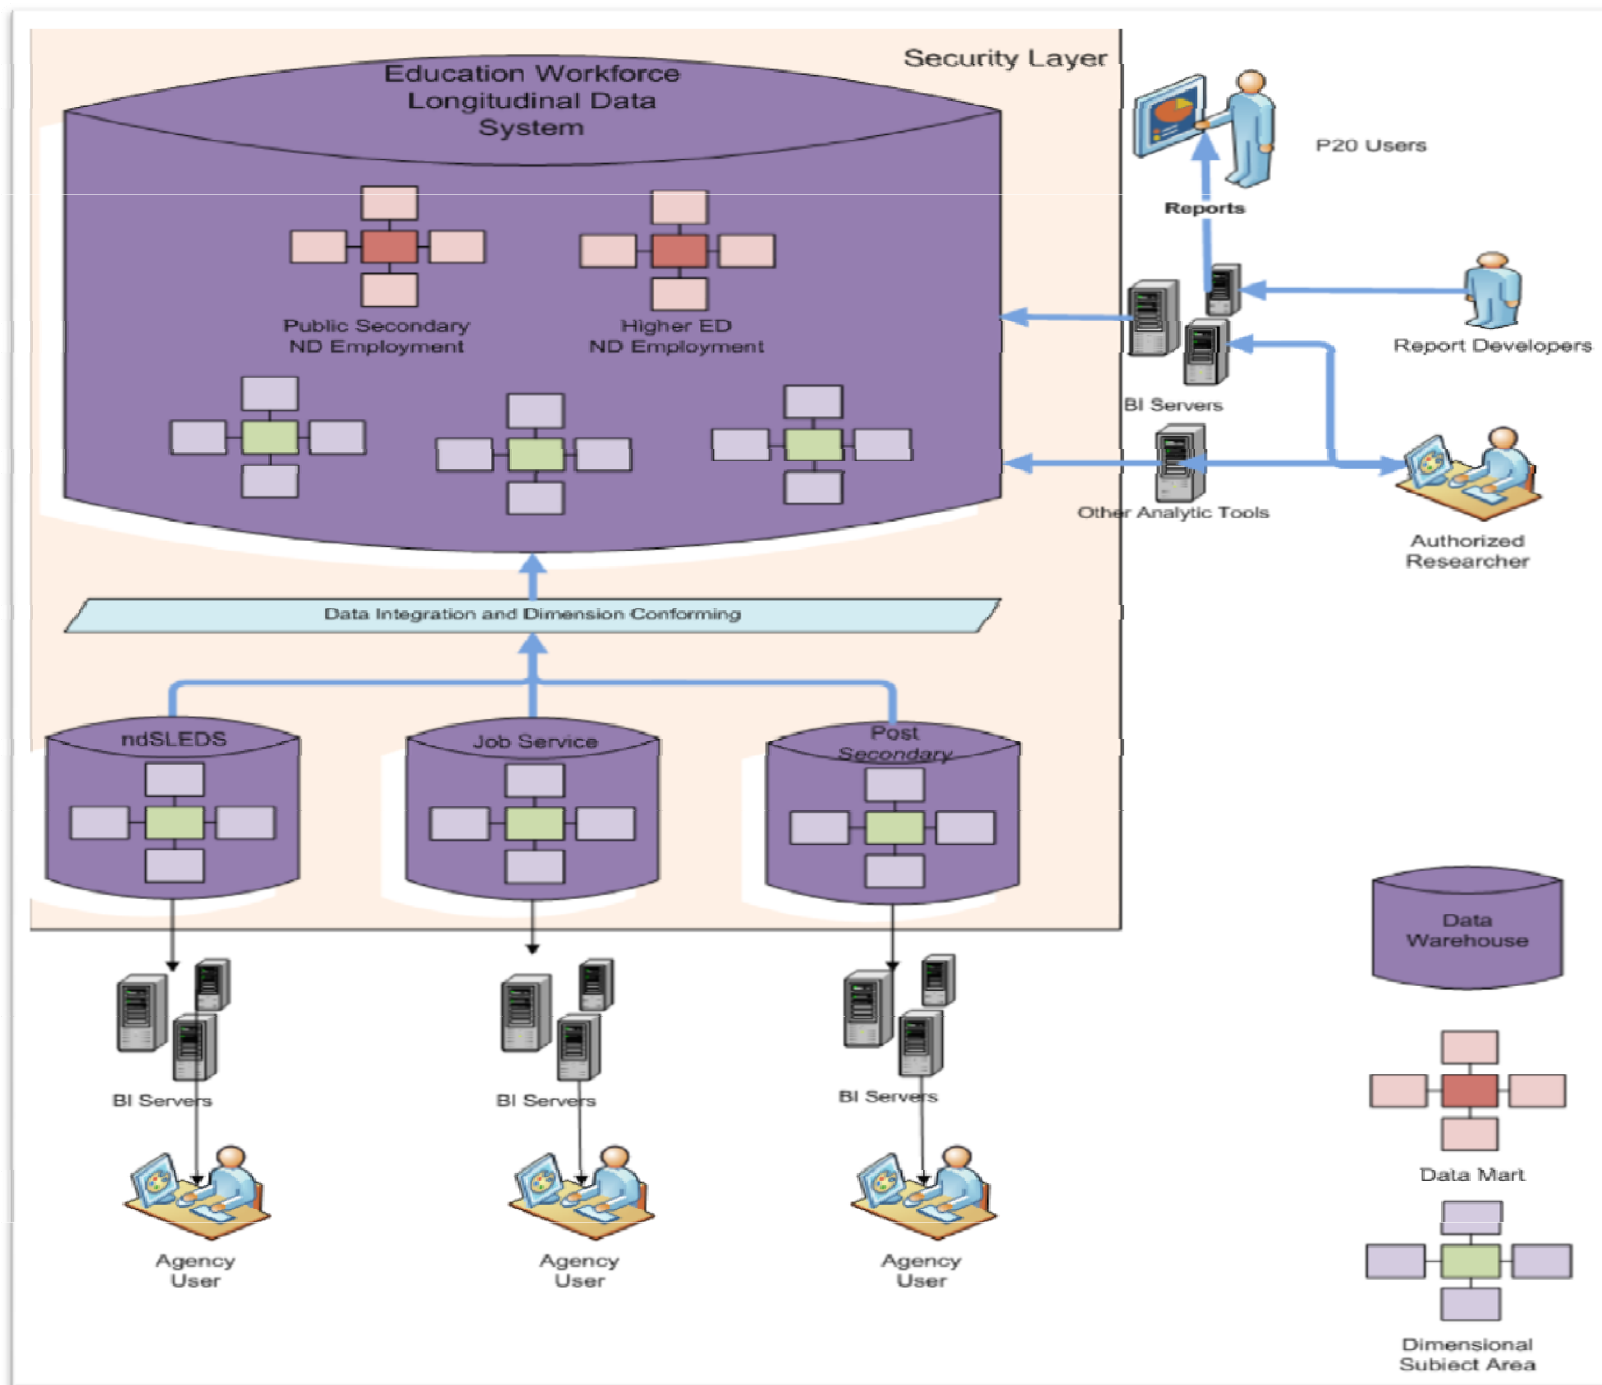 Security Layer
Education Workforce
Longitudinal Data
System
P20 Users
Reports
Public Secondary
ND Employment
Higher ED
ND Employment
Report Developers
BI Servers
Other Analytic Tools
Authorized
Researcher
Data Integration and Dimension Conforming
ndSLEDS
Job Service
Post
Secondary
Data
Warehouse
BI Servers
BI Servers
BI Servers
Data Mart
Agency
User
Agency
User
Agency
User
Dimensional
Subject Area